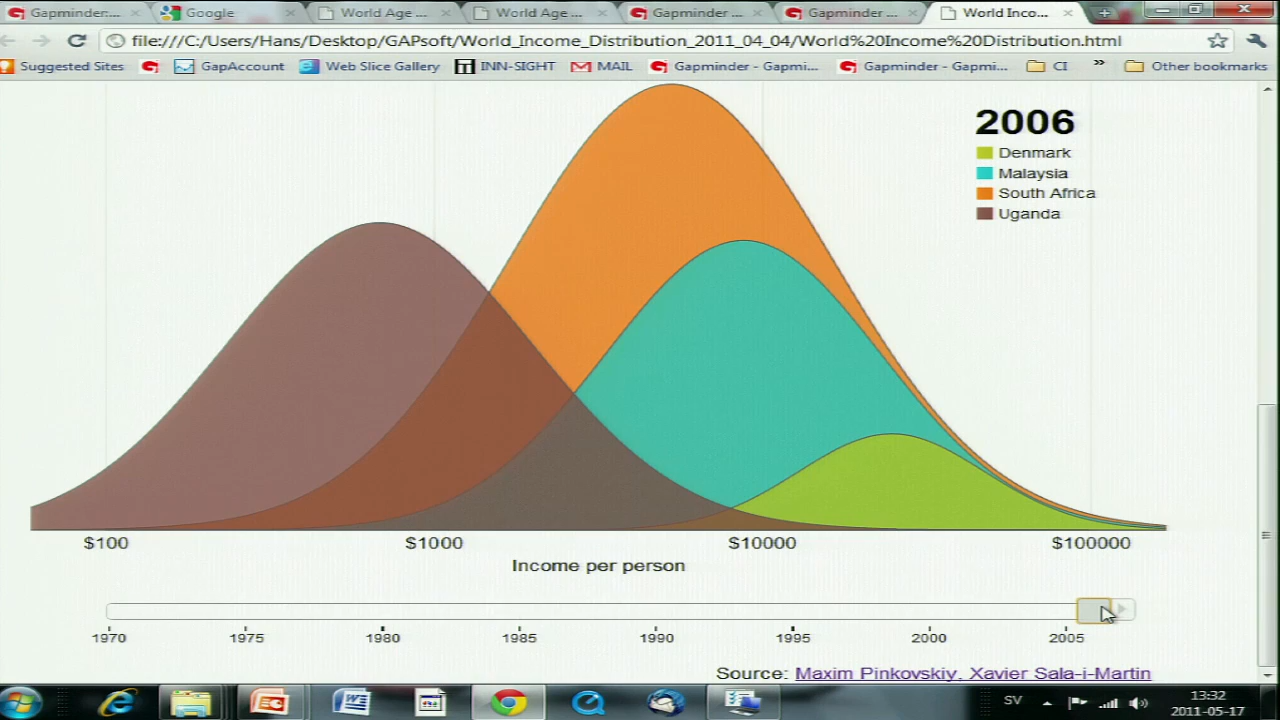 Gapminder:...
Google
World Age ...
World Age ...
Gapminder ...
Gapminder ...
World Inco...
file:///C:/Users/Hans/Desktop/GAPsoft/World_Income_Distribution_2011_04_04/World%20Income%20Distribution.html
Suggested Sites
GapAccount
Web Slice Gallery
INN-SIGHT
MAIL
Gapminder - Gapmi...
Gapminder - Gapmi...
CI
»
Other bookmarks
2006
Denmark
Malaysia
South Africa
Uganda
$100 $1000 $10000 $100000
Income per person
1970 1975 1980 1985 1990 1995 2000 2005
Source: Maxim Pinkovskiy, Xavier Sala-i-Martin
SV
13:32
2011-05-17